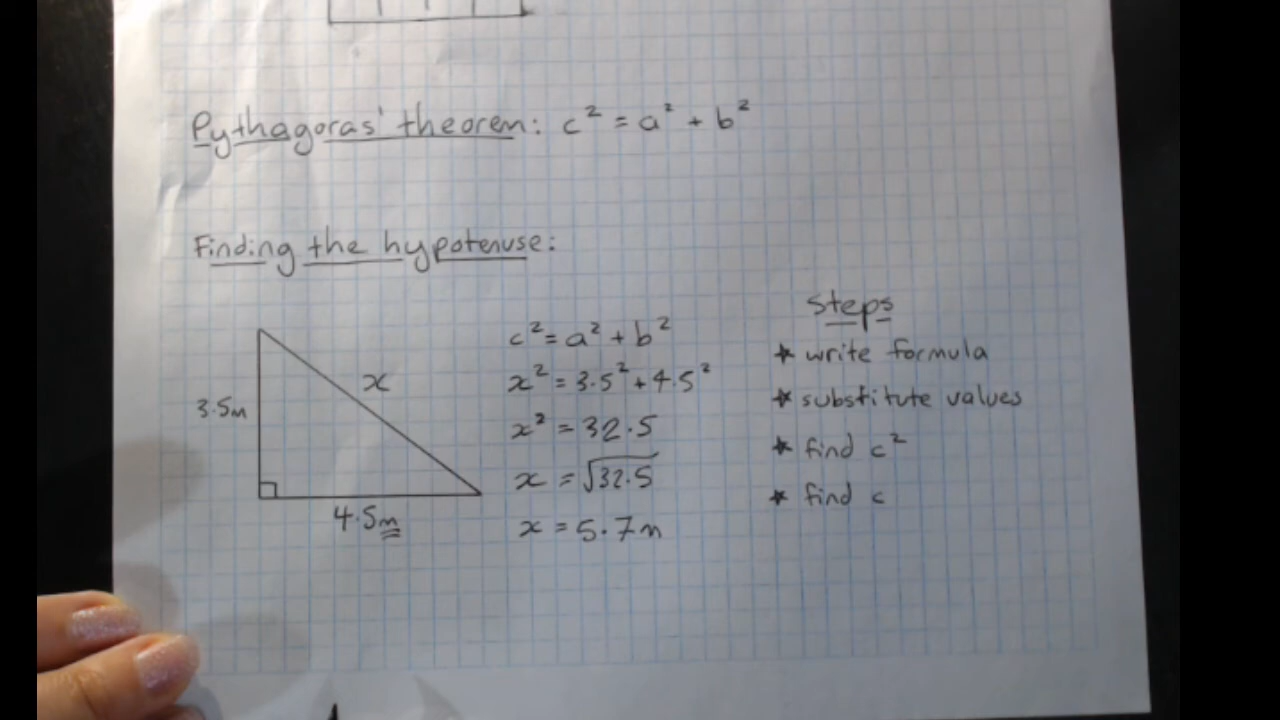 Pythagoras' theorem: c² = a² + b²
Finding the hypotenuse:
3.5m
x
4.5m
c² = a² + b²
x² = 3.5² + 4.5²
x² = 32.5
x = √32.5
x = 5.7m
Steps
* write formula
* substitute values
* find c²
* find c